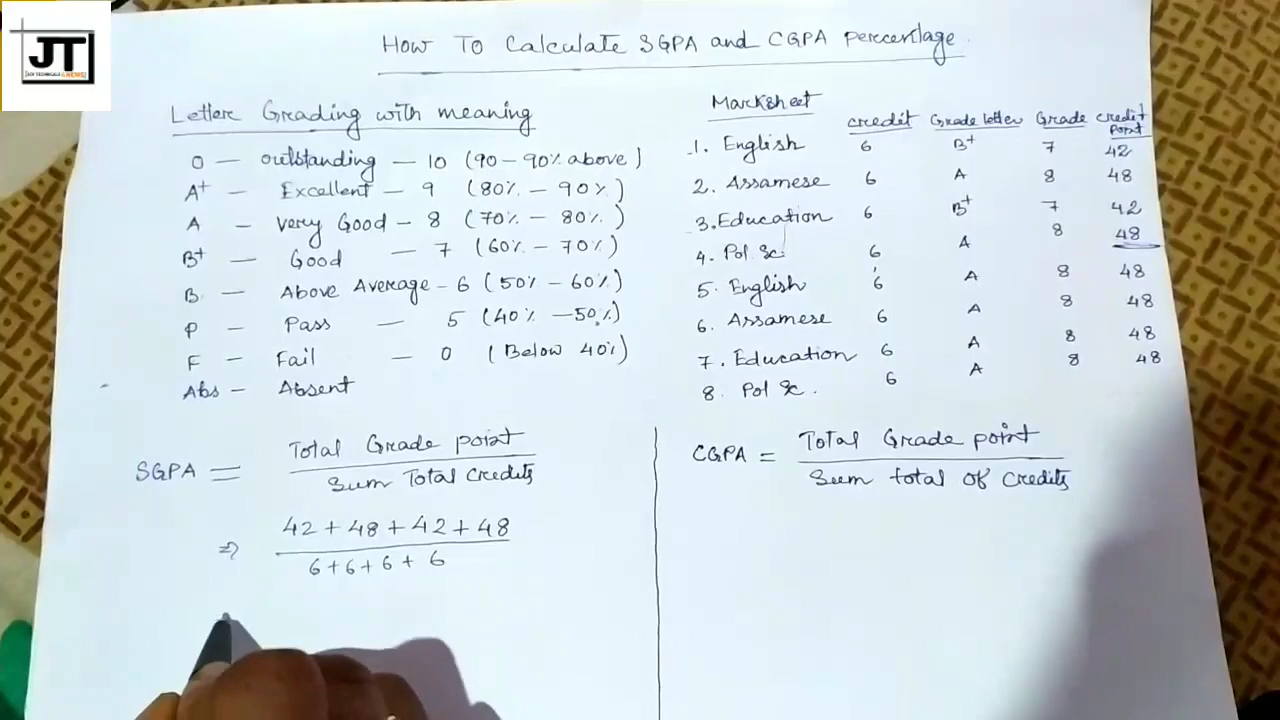 JT
How To Calculate SGPA and CGPA percentage
Letter Grading with meaning
O — outstanding — 10 (90 - 90% above)
A+ — Excellent — 9 (80% - 90%)
A — very Good — 8 (70% - 80%)
B+ — Good — 7 (60% - 70%)
B — Above Average - 6 (50% - 60%)
P — Pass — 5 (40% - 50%)
F — Fail — 0 (Below 40%)
Abs — Absent
Marksheet credit Grade letter Grade credit Point
1. English 6 B+ 7 42
2. Assamese 6 A 8 48
3. Education 6 B+ 7 42
4. Pol Sc. 6 A 8 48
5. English 6 A 8 48
6. Assamese 6 A 8 48
7. Education 6 A 8 48
8. Pol Sc. 6 A 8 48
SGPA = Total Grade point
Sum Total Credits
⇒ 42 + 48 + 42 + 48
6 + 6 + 6 + 6
CGPA = Total Grade point
Sum total of credits